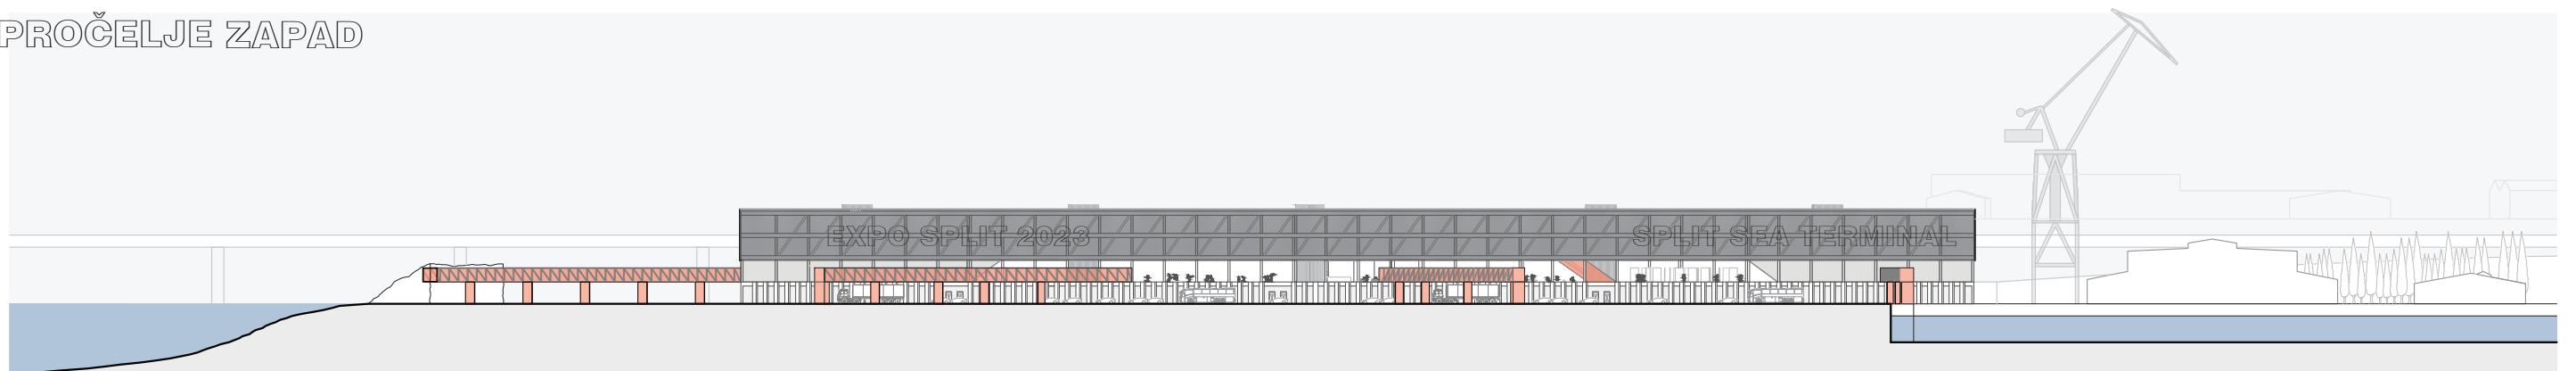 PROČELJE ZAPAD
EXPO SPLIT 2023
SPLIT SEA TERMINAL